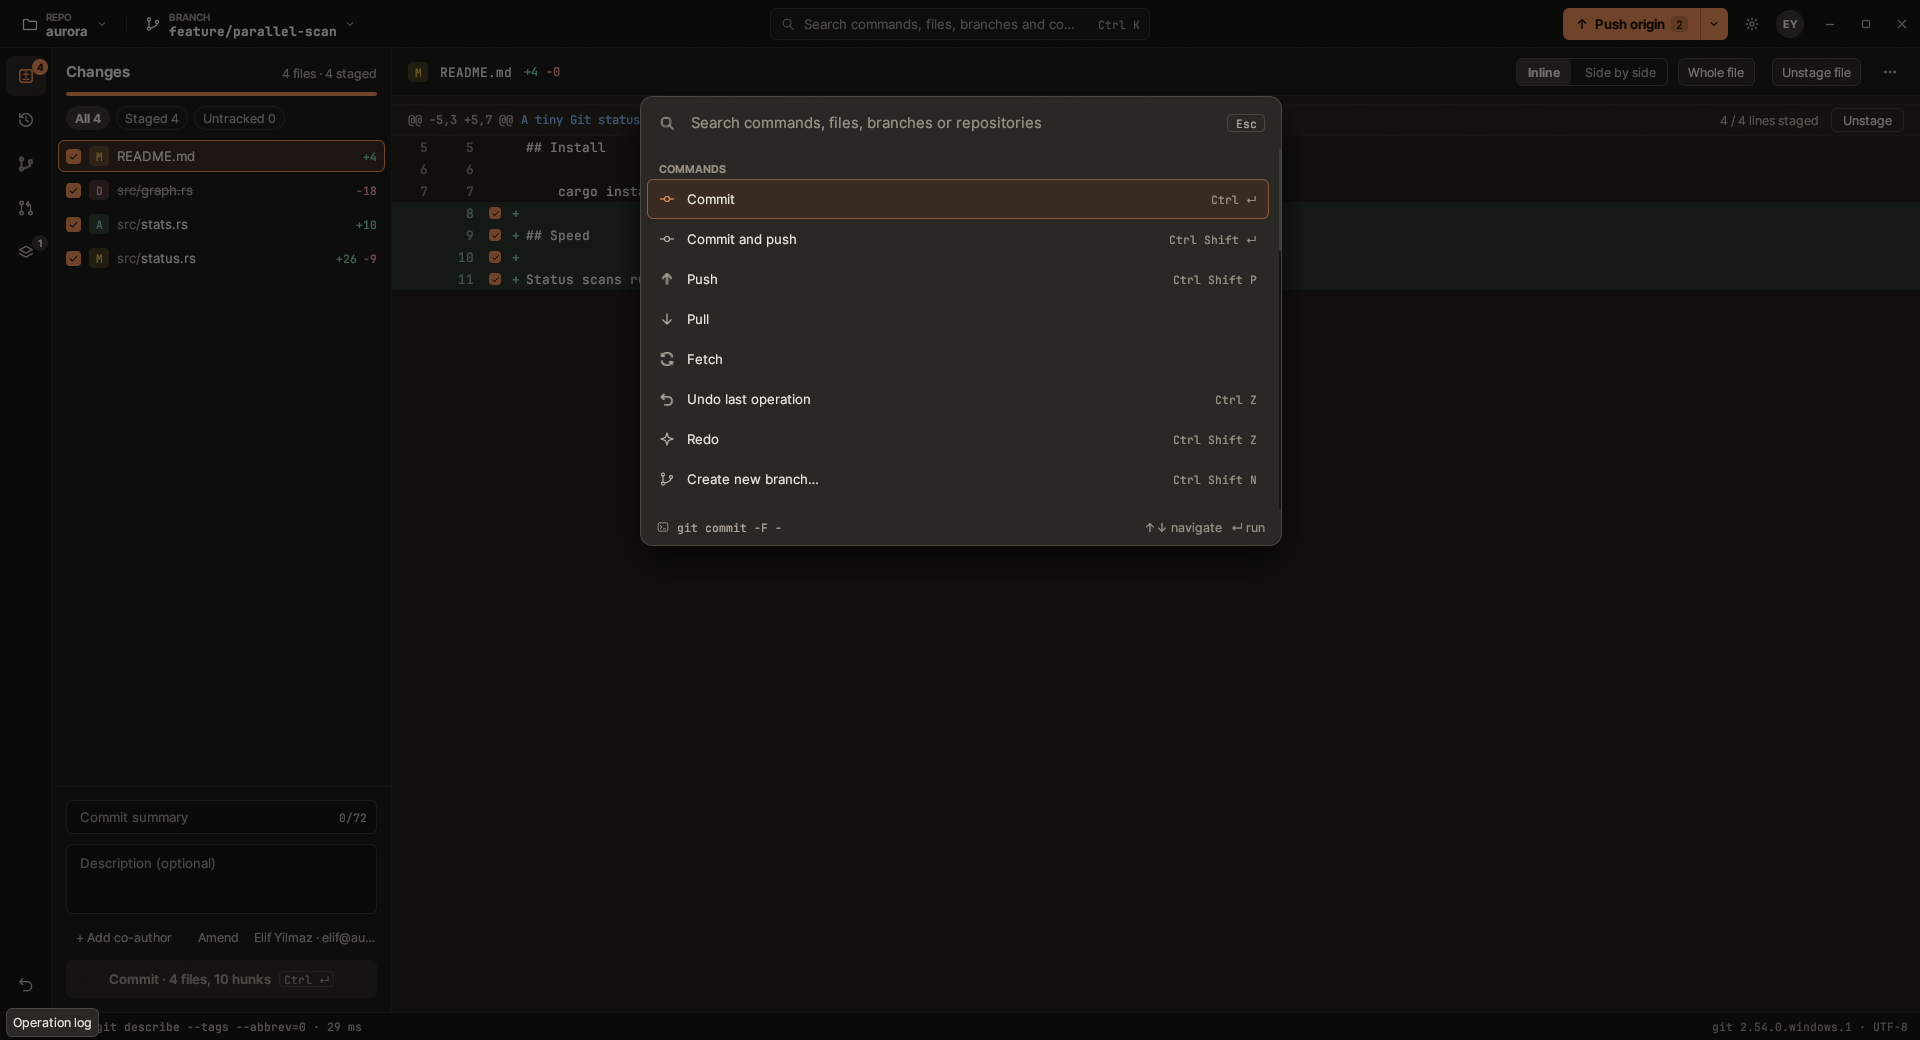 REPO
aurora
BRANCH
feature/parallel-scan
Search commands, files, branches and co... Ctrl K
Push origin 2
EY
4
Changes
4 files · 4 staged
All 4 Staged 4 Untracked 0
M README.md +4
D src/graph.rs -18
A src/stats.rs +10
M src/status.rs +26 -9
1
M README.md +4 -0
Inline Side by side Whole file Unstage file
@@ -5,3 +5,7 @@ A tiny Git status
4 / 4 lines staged Unstage
5 5 ## Install
6 6
7 7 cargo insta
8 +
9 + ## Speed
10 +
11 + Status scans r
Search commands, files, branches or repositories Esc
COMMANDS
Commit Ctrl ↵
Commit and push Ctrl Shift ↵
Push Ctrl Shift P
Pull
Fetch
Undo last operation Ctrl Z
Redo Ctrl Shift Z
Create new branch... Ctrl Shift N
git commit -F -
↑↓ navigate ↵ run
Commit summary 0/72
Description (optional)
+ Add co-author Amend Elif Yilmaz · elif@au...
Commit · 4 files, 10 hunks Ctrl ↵
Operation log
git describe --tags --abbrev=0 · 29 ms
git 2.54.0.windows.1 · UTF-8